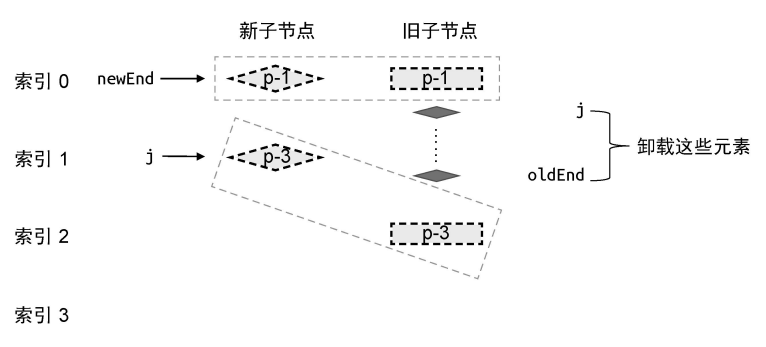 新子节点 旧子节点
索引 0 newEnd p-1 p-1
j
索引 1 j p-3 卸载这些元素
oldEnd
索引 2 p-3
索引 3